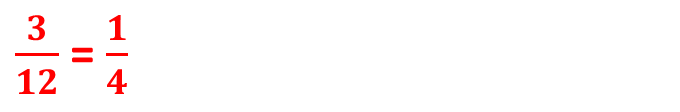 3/12 = 1/4